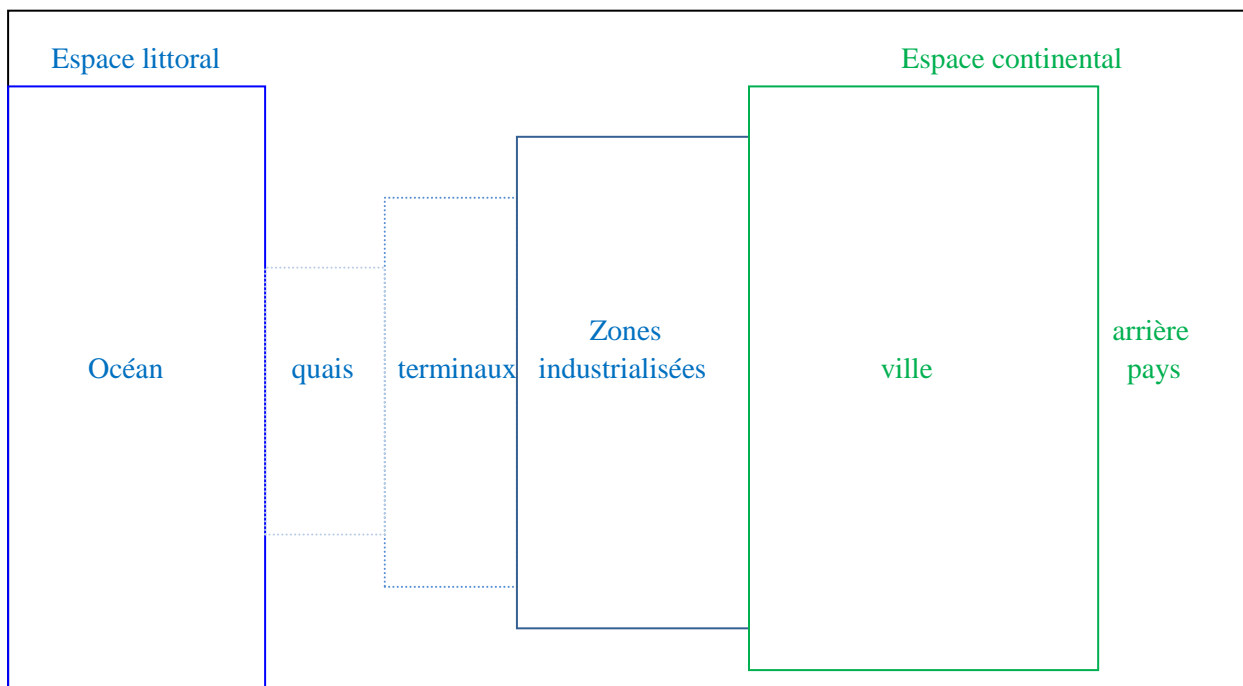 Espace littoral
Espace continental
Océan
quais
terminaux
Zones
industrialisées
ville
arrière
pays